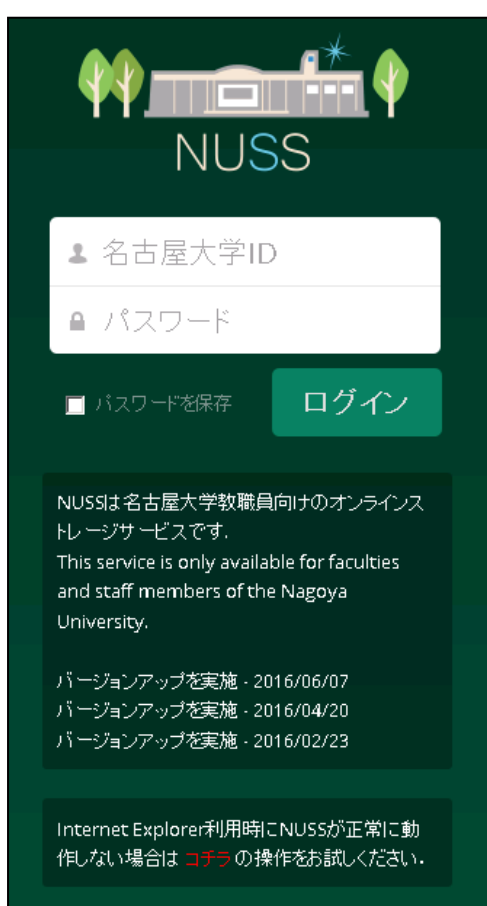 NUSS
名古屋大学ID
パスワード
パスワードを保存
ログイン
NUSSは名古屋大学教職員向けのオンラインス
トレージサービスです.
This service is only available for faculties
and staff members of the Nagoya
University.
バージョンアップを実施 - 2016/06/07
バージョンアップを実施 - 2016/04/20
バージョンアップを実施 - 2016/02/23
Internet Explorer利用時にNUSSが正常に動
作しない場合は コチラ の操作をお試しください.